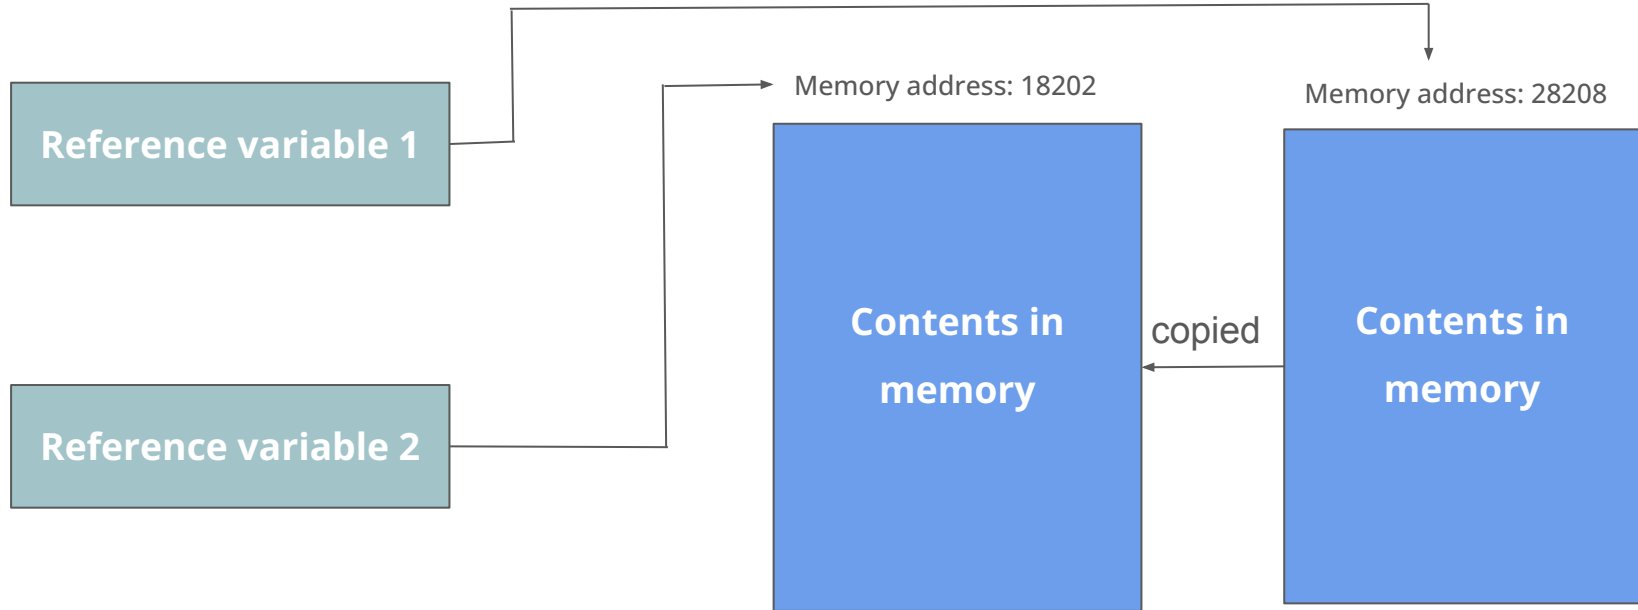 Memory address: 18202
Memory address: 28208
Reference variable 1
Contents in
memory
copied
Contents in
memory
Reference variable 2